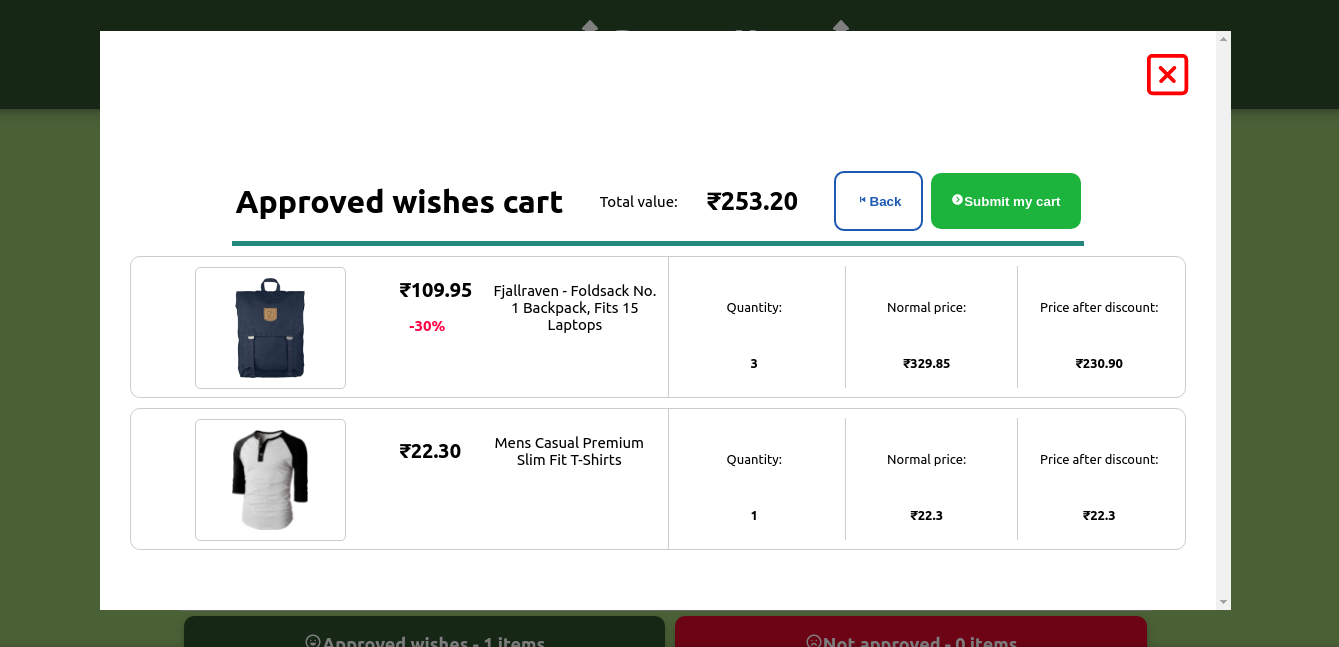 Approved wishes cart
Total value:
₹253.20
Back
Submit my cart
₹109.95
-30%
Fjallraven - Foldsack No.
1 Backpack, Fits 15
Laptops
Quantity:
3
Normal price:
₹329.85
Price after discount:
₹230.90
₹22.30
Mens Casual Premium
Slim Fit T-Shirts
Quantity:
1
Normal price:
₹22.3
Price after discount:
₹22.3
Approved wishes - 1 items
Not approved - 0 items